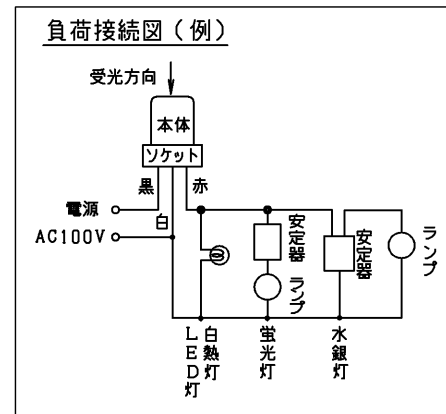 負荷接続図(例)
受光方向
本体
ソケット
黒
白
赤
電源
AC100V
安定器
ランプ
安定器
ランプ
白熱灯
LED灯
蛍光灯
水銀灯